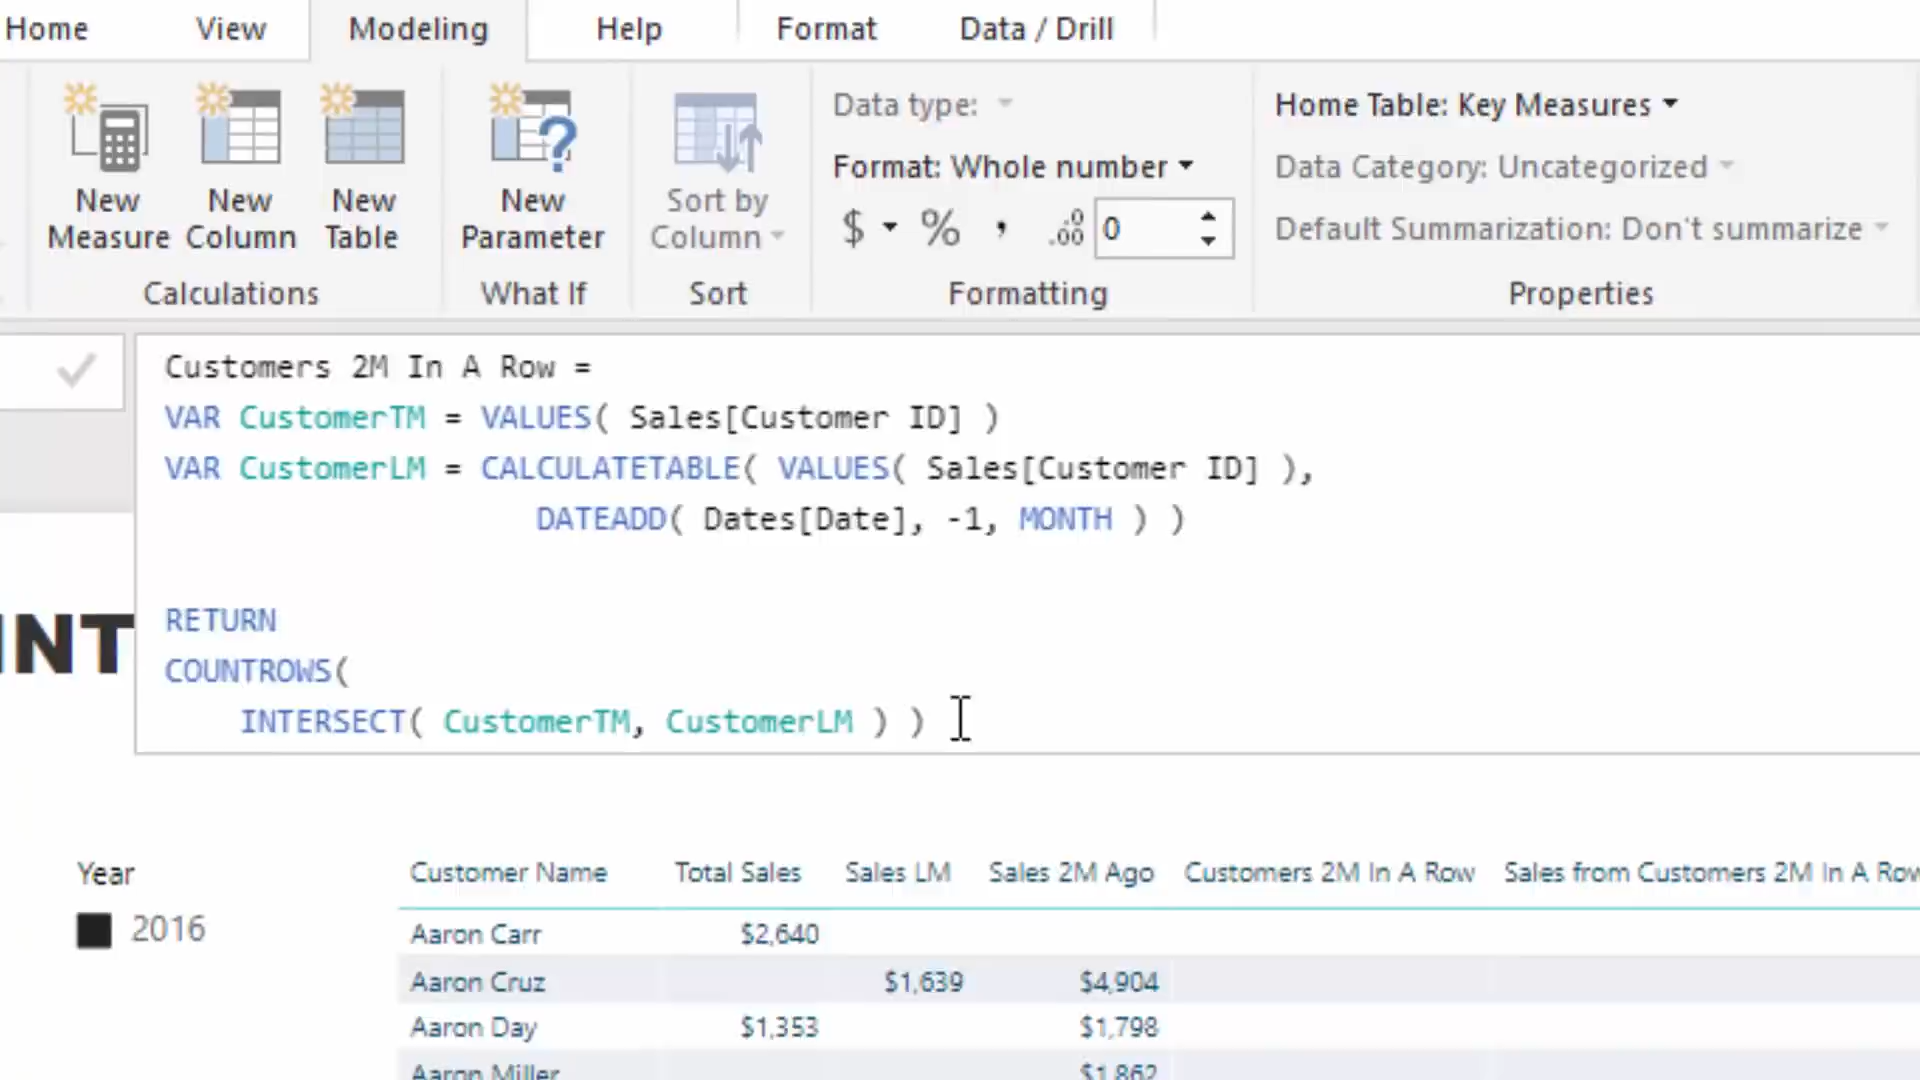 Home View Modeling Help Format Data / Drill
New Measure
New Column
New Table
New Parameter
Sort by Column
Data type:
Format: Whole number
$ % , .00 0
Home Table: Key Measures
Data Category: Uncategorized
Default Summarization: Don't summarize
Calculations What If Sort Formatting Properties
Customers 2M In A Row =
VAR CustomerTM = VALUES( Sales[Customer ID] )
VAR CustomerLM = CALCULATETABLE( VALUES( Sales[Customer ID] ),
DATEADD( Dates[Date], -1, MONTH ) )
RETURN
COUNTROWS(
INTERSECT( CustomerTM, CustomerLM ) )
INT
Year
2016
Customer Name Total Sales Sales LM Sales 2M Ago Customers 2M In A Row Sales from Customers 2M In A Row
Aaron Carr $2,640
Aaron Cruz $1,639 $4,904
Aaron Day $1,353 $1,798
Aaron Miller $1,862